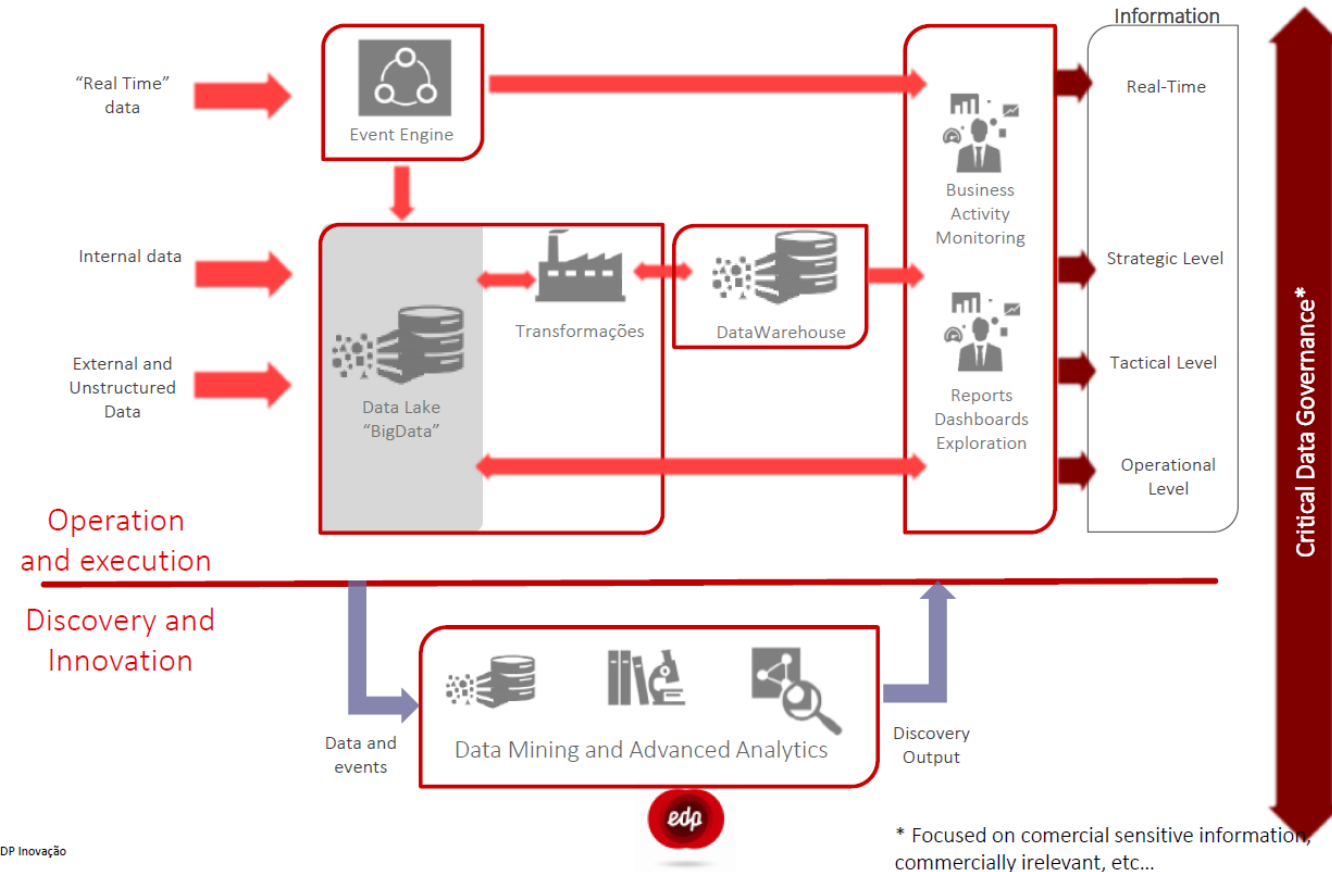 Information
“Real Time”
data
Event Engine
Real-Time
Business
Activity
Monitoring
Internal data
Strategic Level
Transformações
DataWarehouse
External and
Unstructured
Data
Tactical Level
Data Lake
“BigData”
Reports
Dashboards
Exploration
Operational
Level
Critical Data Governance*
Operation
and execution
Discovery and
Innovation
Data and
events
Data Mining and Advanced Analytics
Discovery
Output
edp
DP Inovação
* Focused on comercial sensitive information,
commercially irelevant, etc...